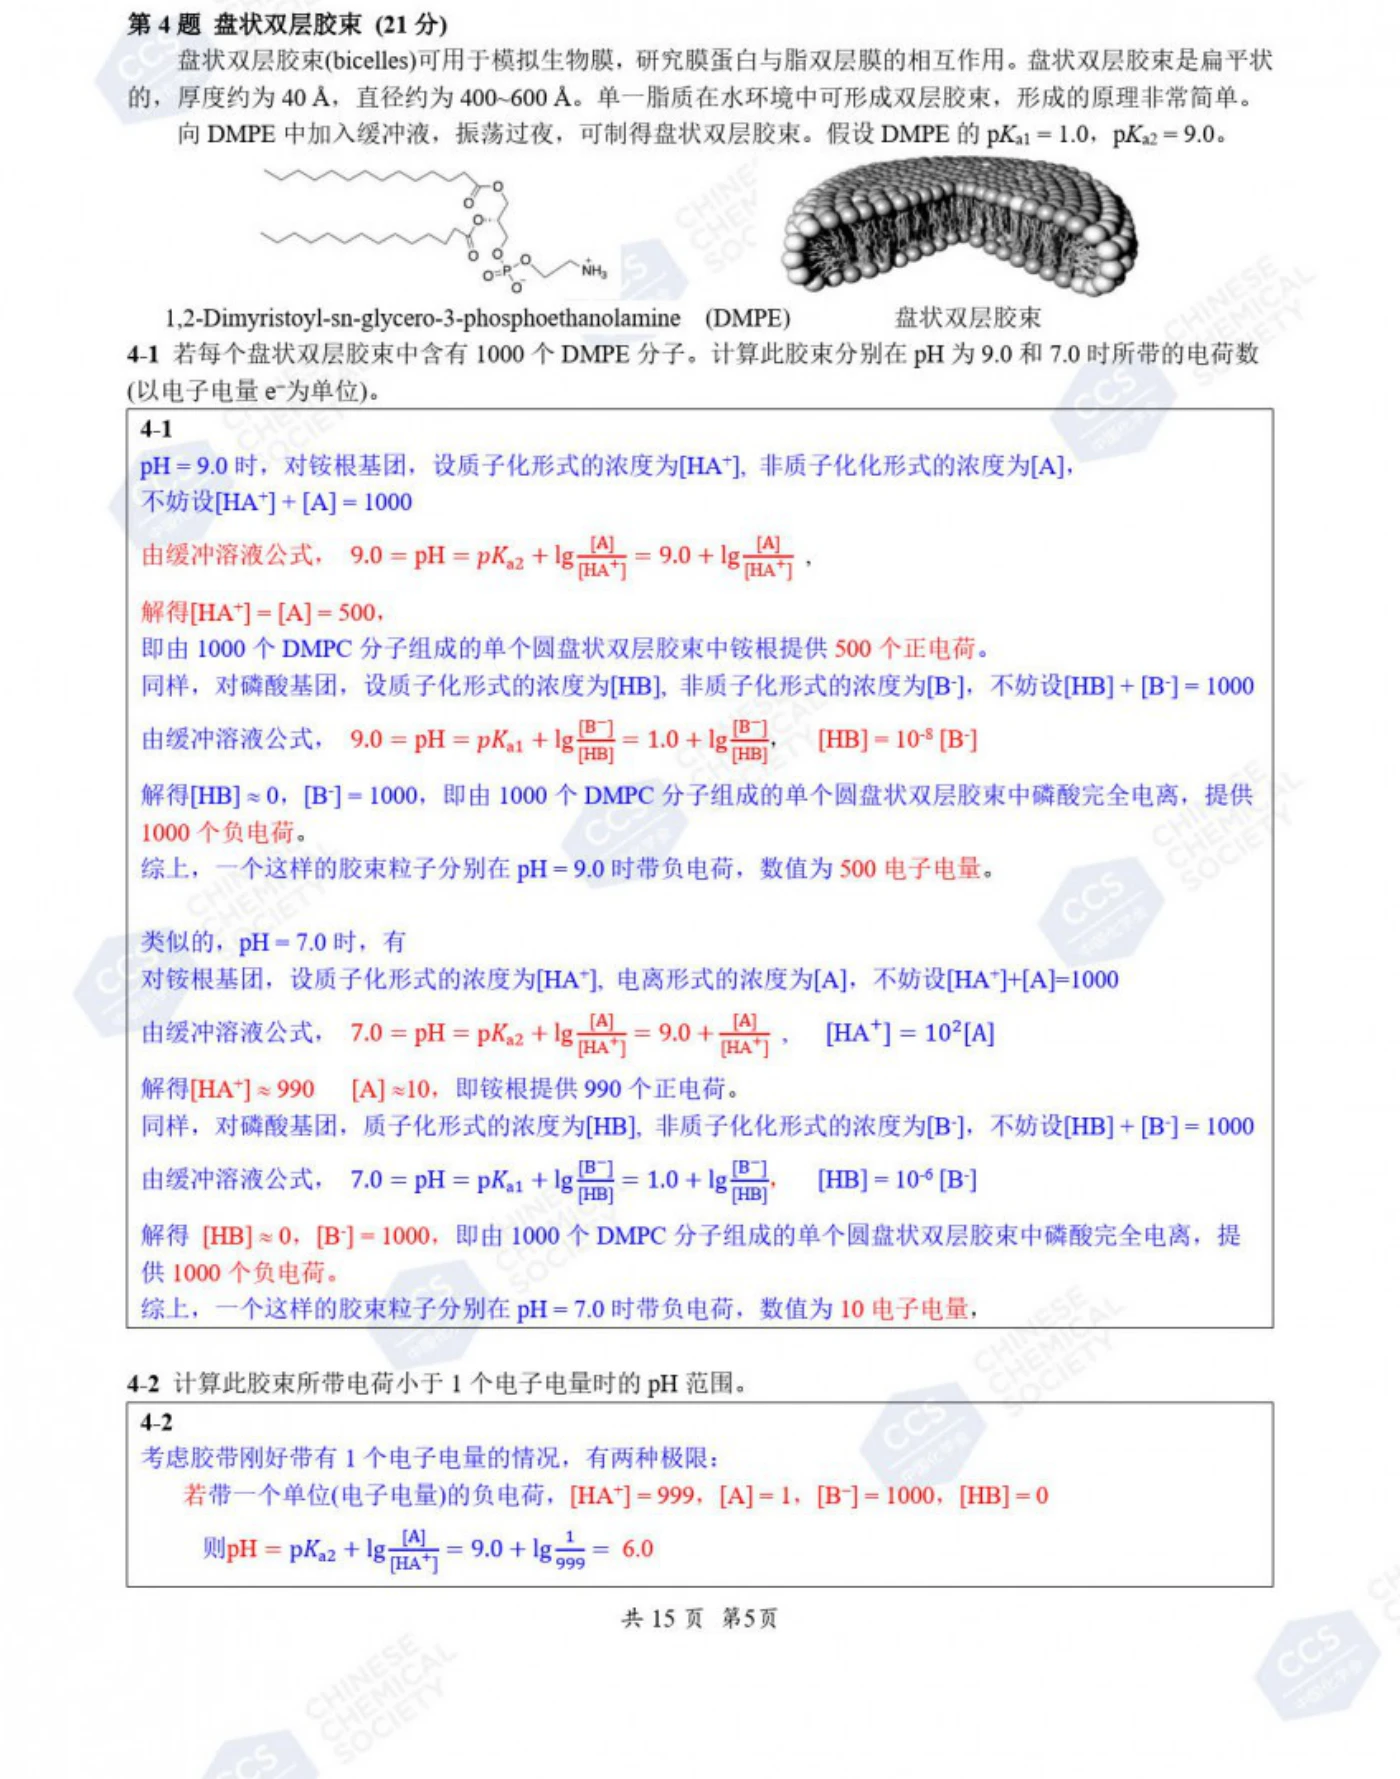 第 4 题 盘状双层胶束 (21 分)
盘状双层胶束(bicelles)可用于模拟生物膜，研究膜蛋白与脂双层膜的相互作用。盘状双层胶束是扁平状
的，厚度约为 40 Å，直径约为 400~600 Å。单一脂质在水环境中可形成双层胶束，形成的原理非常简单。
向 DMPE 中加入缓冲液，振荡过夜，可制得盘状双层胶束。假设 DMPE 的 pKa1 = 1.0，pKa2 = 9.0。
1,2-Dimyristoyl-sn-glycero-3-phosphoethanolamine (DMPE) 盘状双层胶束
4-1 若每个盘状双层胶束中含有 1000 个 DMPE 分子。计算此胶束分别在 pH 为 9.0 和 7.0 时所带的电荷数
(以电子电量 e⁻为单位)。
4-1
pH = 9.0 时，对铵根基团，设质子化形式的浓度为[HA⁺], 非质子化化形式的浓度为[A]，
不妨设[HA⁺] + [A] = 1000
由缓冲溶液公式， 9.0 = pH = pKa2 + lg [A]/[HA⁺] = 9.0 + lg [A]/[HA⁺] ，
解得[HA⁺] = [A] = 500，
即由 1000 个 DMPC 分子组成的单个圆盘状双层胶束中铵根提供 500 个正电荷。
同样，对磷酸基团，设质子化形式的浓度为[HB], 非质子化形式的浓度为[B⁻]，不妨设[HB] + [B⁻] = 1000
由缓冲溶液公式， 9.0 = pH = pKa1 + lg [B⁻]/[HB] = 1.0 + lg [B⁻]/[HB]， [HB] = 10⁻⁸ [B⁻]
解得[HB] ≈ 0，[B⁻] = 1000，即由 1000 个 DMPC 分子组成的单个圆盘状双层胶束中磷酸完全电离，提供
1000 个负电荷。
综上，一个这样的胶束粒子分别在 pH = 9.0 时带负电荷，数值为 500 电子电量。
类似的，pH = 7.0 时，有
对铵根基团，设质子化形式的浓度为[HA⁺], 电离形式的浓度为[A]，不妨设[HA⁺]+[A]=1000
由缓冲溶液公式， 7.0 = pH = pKa2 + lg [A]/[HA⁺] = 9.0 + [A]/[HA⁺] ， [HA⁺] = 10²[A]
解得[HA⁺] ≈ 990 [A] ≈10，即铵根提供 990 个正电荷。
同样，对磷酸基团，质子化形式的浓度为[HB], 非质子化化形式的浓度为[B⁻]，不妨设[HB] + [B⁻] = 1000
由缓冲溶液公式， 7.0 = pH = pKa1 + lg [B⁻]/[HB] = 1.0 + lg [B⁻]/[HB]， [HB] = 10⁻⁶ [B⁻]
解得 [HB] ≈ 0，[B⁻] = 1000，即由 1000 个 DMPC 分子组成的单个圆盘状双层胶束中磷酸完全电离，提
供 1000 个负电荷。
综上，一个这样的胶束粒子分别在 pH = 7.0 时带负电荷，数值为 10 电子电量，
4-2 计算此胶束所带电荷小于 1 个电子电量时的 pH 范围。
4-2
考虑胶带刚好带有 1 个电子电量的情况，有两种极限：
若带一个单位(电子电量)的负电荷，[HA⁺] = 999，[A] = 1，[B⁻] = 1000，[HB] = 0
则pH = pKa2 + lg [A]/[HA⁺] = 9.0 + lg 1/999 = 6.0
共 15 页 第5页